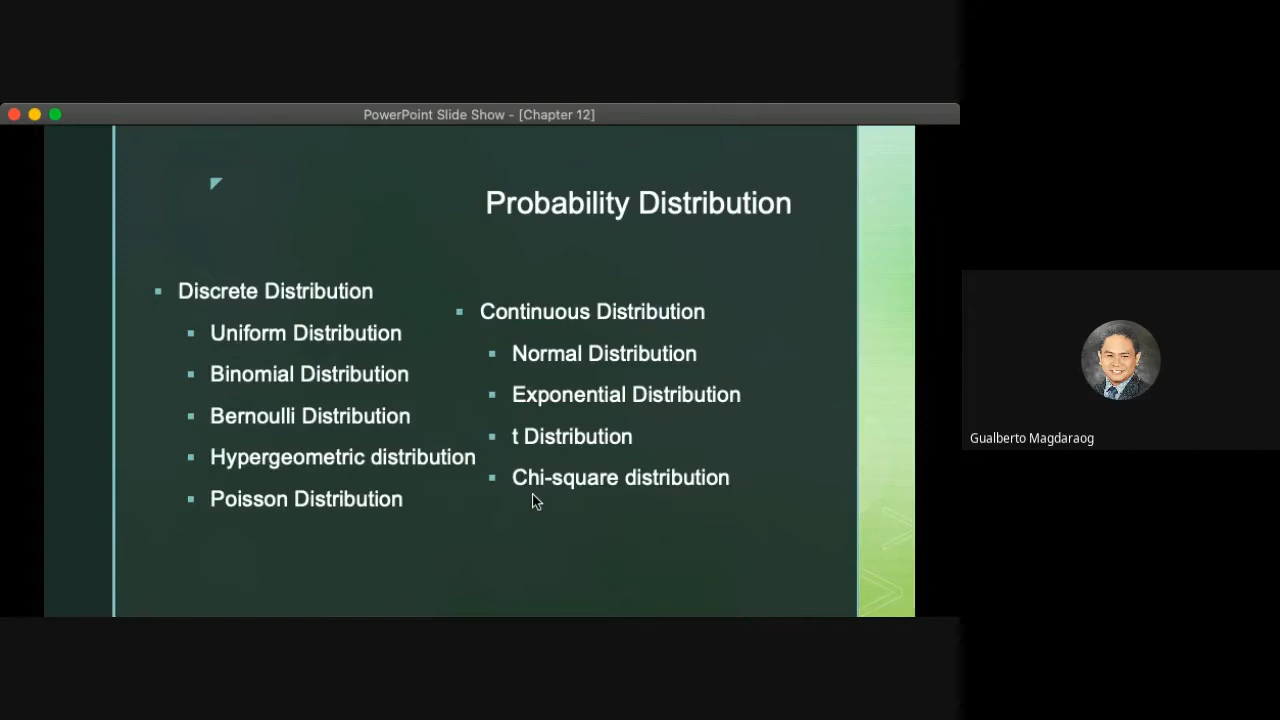 PowerPoint Slide Show - [Chapter 12]
Probability Distribution
Discrete Distribution
Uniform Distribution
Binomial Distribution
Bernoulli Distribution
Hypergeometric distribution
Poisson Distribution
Continuous Distribution
Normal Distribution
Exponential Distribution
t Distribution
Chi-square distribution
Gualberto Magdaraog